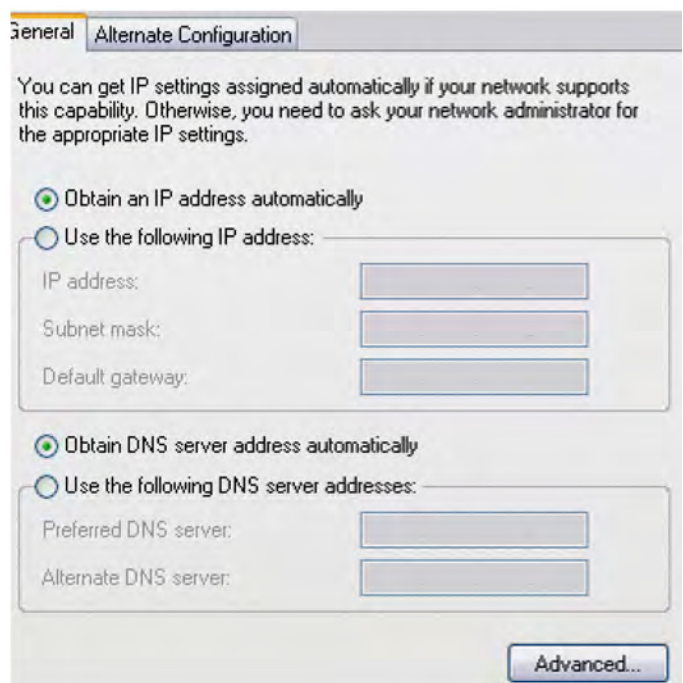 General
Alternate Configuration
You can get IP settings assigned automatically if your network supports
this capability. Otherwise, you need to ask your network administrator for
the appropriate IP settings.
Obtain an IP address automatically
Use the following IP address:
IP address:
Subnet mask:
Default gateway:
Obtain DNS server address automatically
Use the following DNS server addresses:
Preferred DNS server:
Alternate DNS server:
Advanced...